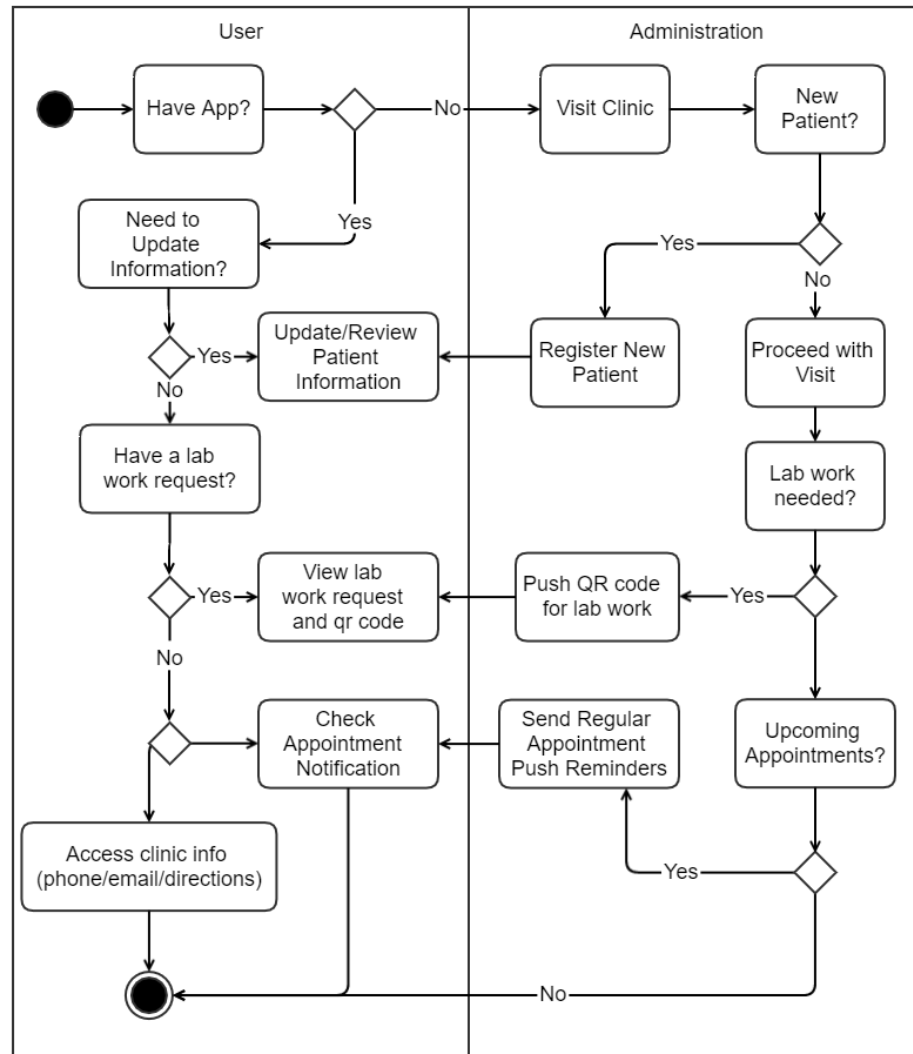 User
Administration
Have App?
No
Visit Clinic
New
Patient?
Yes
Need to
Update
Information?
Yes
No
Update/Review
Patient
Information
Yes
No
Register New
Patient
Proceed with
Visit
Have a lab
work request?
Lab work
needed?
View lab
work request
and qr code
Yes
Push QR code
for lab work
Yes
No
Check
Appointment
Notification
Send Regular
Appointment
Push Reminders
Upcoming
Appointments?
Access clinic info
(phone/email/directions)
Yes
No